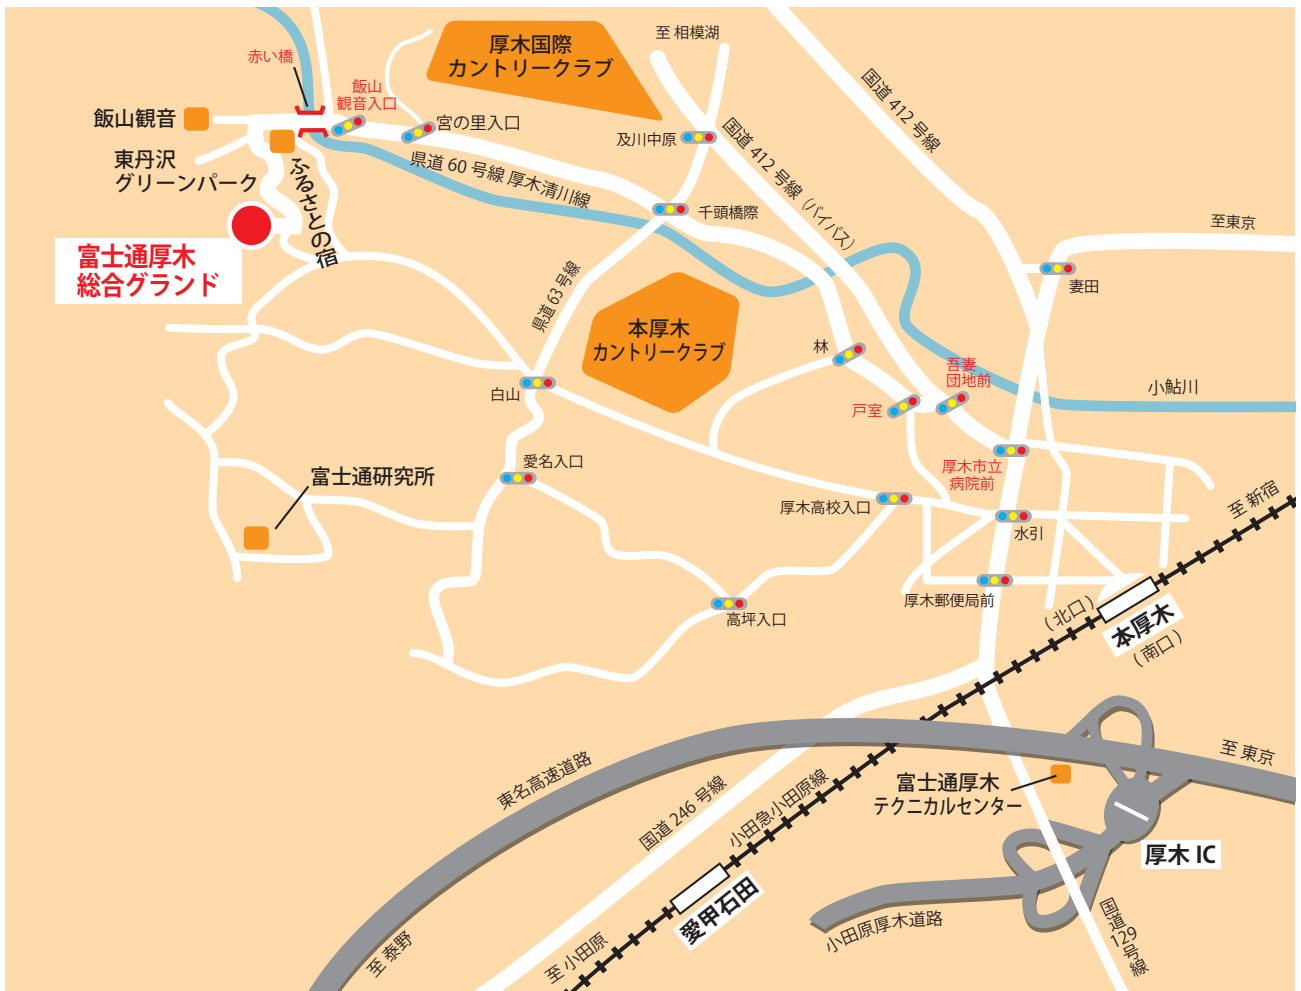 赤い橋
飯山
観音入口
飯山観音
東丹沢
グリーンパーク
ふるさとの宿
富士通厚木
総合グランド
宮の里入口
厚木国際
カントリークラブ
至 相模湖
及川中原
国道 412 号線
国道 412 号線（バイパス）
県道 60 号線 厚木清川線
千頭橋際
至東京
妻田
県道 63 号線
本厚木
カントリークラブ
林
吾妻
団地前
戸室
小鮎川
白山
愛名入口
富士通研究所
厚木市立
病院前
厚木高校入口
水引
至 新宿
厚木郵便局前
高坪入口
（北口）
本厚木
（南口）
東名高速道路
国道 246 号線
小田急小田原線
至 東京
富士通厚木
テクニカルセンター
厚木 IC
愛甲石田
小田原厚木道路
国道 129 号線
至 秦野
至 小田原